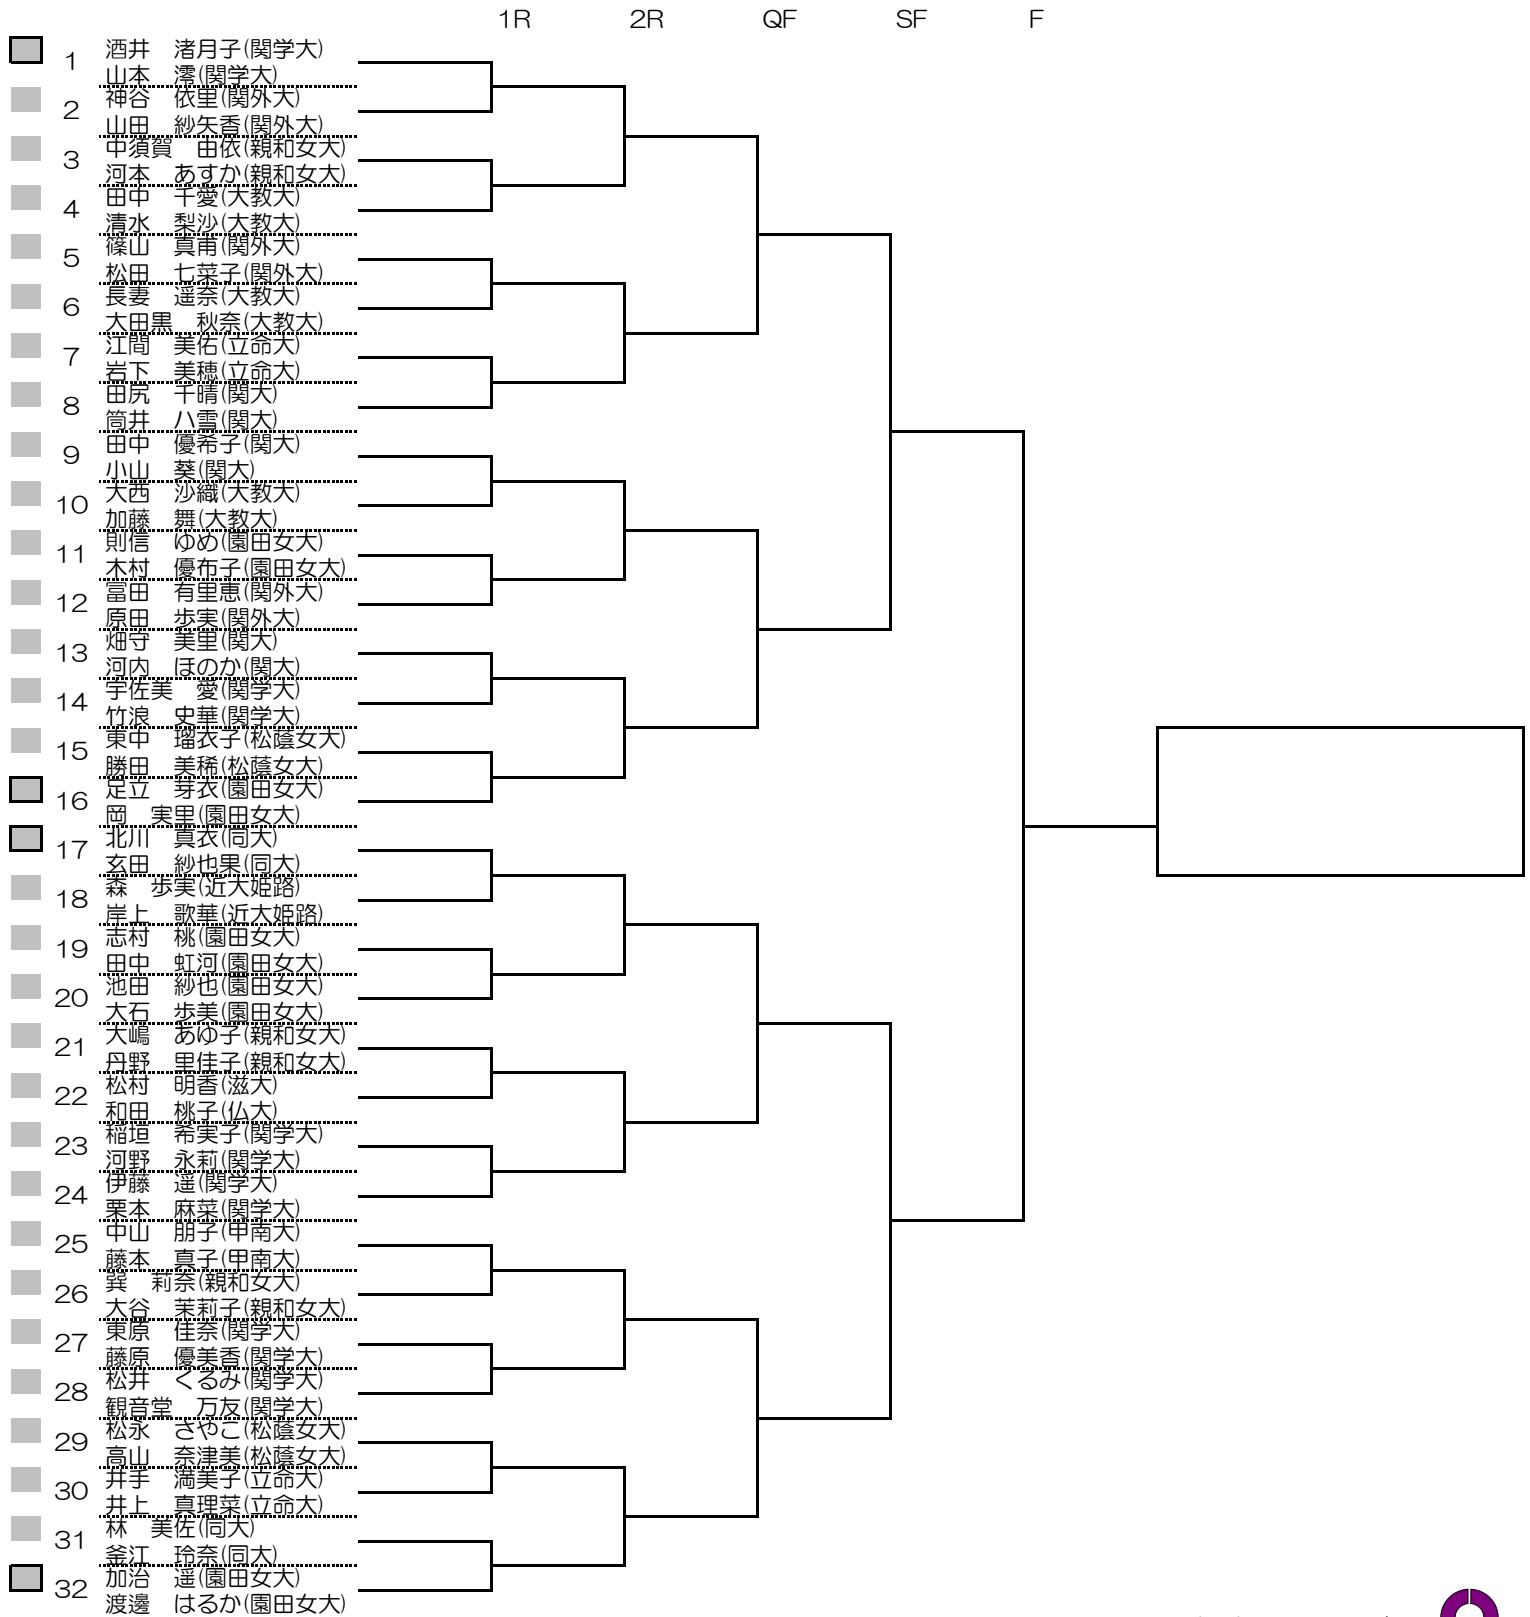 1R 2R QF SF F
酒井　渚月子(関学大)
1
山本　澪(関学大)
神谷　依里(関外大)
2
山田　紗矢香(関外大)
中須賀　由依(親和女大)
3
河本　あすか(親和女大)
田中　千愛(大教大)
4
清水　梨沙(大教大)
篠山　真甫(関外大)
5
松田　七菜子(関外大)
長妻　遥奈(大教大)
6
大田黒　秋奈(大教大)
江間　美佑(立命大)
7
岩下　美穂(立命大)
田尻　千晴(関大)
8
筒井　八雪(関大)
田中　優希子(関大)
9
小山　葵(関大)
大西　沙織(大教大)
10
加藤　舞(大教大)
則信　ゆめ(園田女大)
11
木村　優布子(園田女大)
冨田　有里恵(関外大)
12
原田　歩実(関外大)
畑守　美里(関大)
13
河内　ほのか(関大)
宇佐美　愛(関学大)
14
竹浪　史華(関学大)
東中　瑠衣子(松蔭女大)
15
勝田　美稀(松蔭女大)
足立　芽衣(園田女大)
16
岡　実里(園田女大)
北川　真衣(同大)
17
玄田　紗也果(同大)
森　歩実(近大姫路)
18
岸上　歌華(近大姫路)
志村　桃(園田女大)
19
田中　虹河(園田女大)
池田　紗也(園田女大)
20
大石　歩美(園田女大)
大嶋　あゆ子(親和女大)
21
丹野　里佳子(親和女大)
松村　明香(滋大)
22
和田　桃子(仏大)
稲垣　希実子(関学大)
23
河野　永莉(関学大)
伊藤　遥(関学大)
24
栗本　麻菜(関学大)
中山　朋子(甲南大)
25
藤本　真子(甲南大)
巽　莉奈(親和女大)
26
大谷　茉莉子(親和女大)
東原　佳奈(関学大)
27
藤原　優美香(関学大)
松井　くるみ(関学大)
28
観音堂　万友(関学大)
松永　さやこ(松蔭女大)
29
高山　奈津美(松蔭女大)
井手　満美子(立命大)
30
井上　真理菜(立命大)
林　美佐(同大)
31
釜江　玲奈(同大)
加治　遥(園田女大)
32
渡邊　はるか(園田女大)